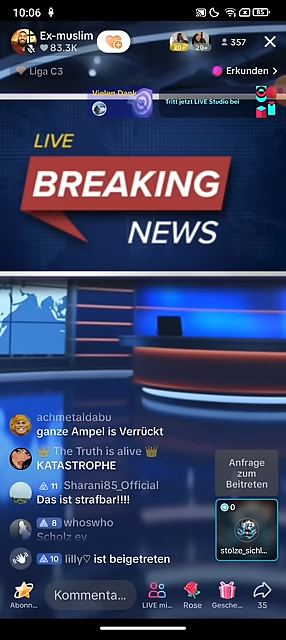 10:06
85
Ex-muslim
83.3K
20+
20+
357
Liga C3
Erkunden
Vielen Dank
Tritt jetzt LIVE Studio bei
LIVE
BREAKING
NEWS
achmetaldabu
ganze Ampel is Verrückt
The Truth is alive
KATASTROPHE
11 Sharani85_Official
Das ist strafbar!!!!
8 whoswho
Scholz ey
10 lilly♡ ist beigetreten
Anfrage
zum
Beitreten
0
stolze_sichl...
Abonn...
Kommenta...
LIVE mi...
Rose
Gesche...
35